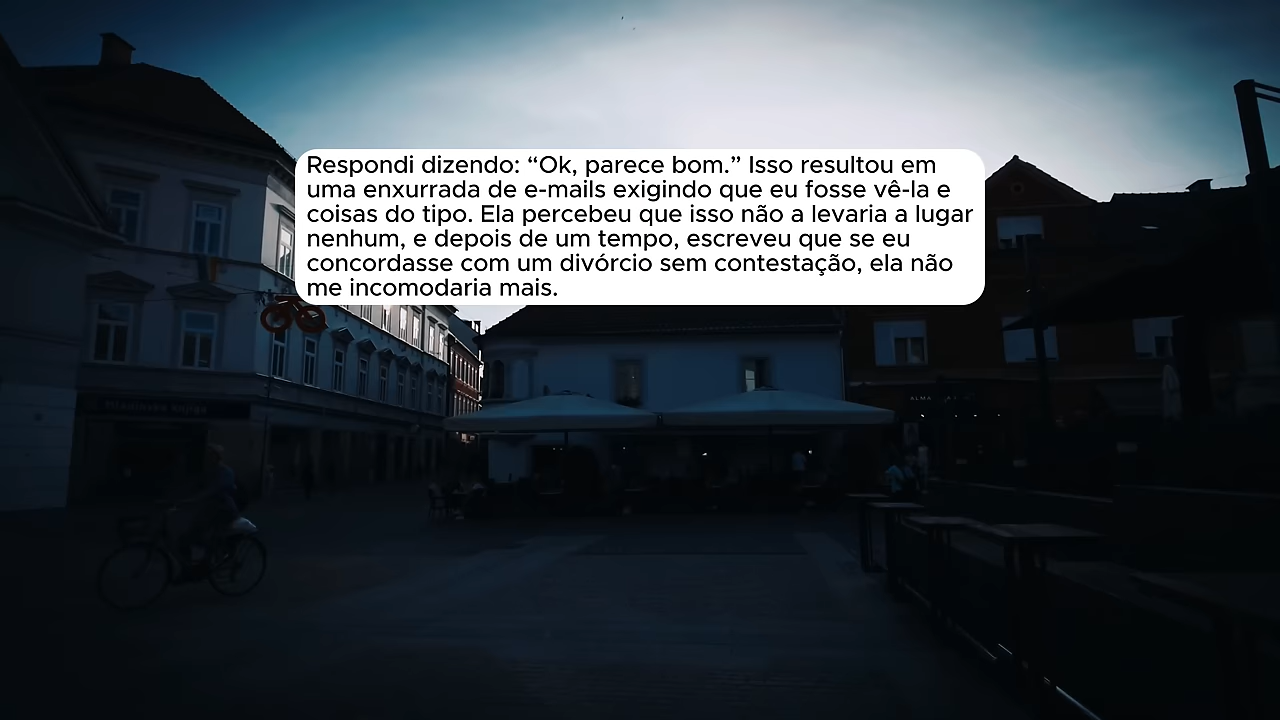 Respondi dizendo: “Ok, parece bom.” Isso resultou em
uma enxurrada de e-mails exigindo que eu fosse vê-la e
coisas do tipo. Ela percebeu que isso não a levaria a lugar
nenhum, e depois de um tempo, escreveu que se eu
concordasse com um divórcio sem contestação, ela não
me incomodaria mais.
ALMA